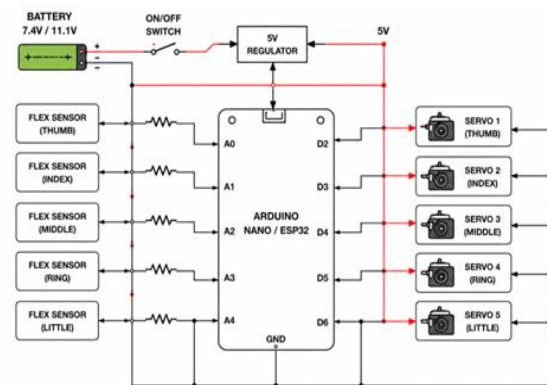 BATTERY
7.4V / 11.1V
+
−
−
ON/OFF
SWITCH
5V
REGULATOR
5V
FLEX SENSOR
(THUMB)
FLEX SENSOR
(INDEX)
FLEX SENSOR
(MIDDLE)
FLEX SENSOR
(RING)
FLEX SENSOR
(LITTLE)
A0
A1
A2
A3
A4
ARDUINO
NANO / ESP32
GND
D2
D3
D4
D5
D6
SERVO 1
(THUMB)
SERVO 2
(INDEX)
SERVO 3
(MIDDLE)
SERVO 4
(RING)
SERVO 5
(LITTLE)